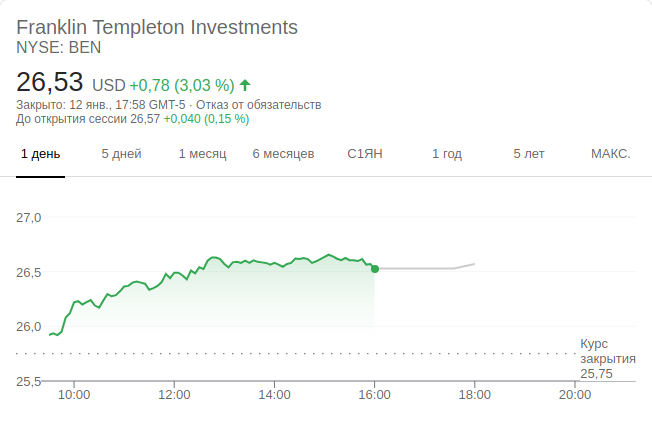 Franklin Templeton Investments
NYSE: BEN
26,53 USD +0,78 (3,03 %)
Закрыто: 12 янв., 17:58 GMT-5 · Отказ от обязательств
До открытия сессии 26,57 +0,040 (0,15 %)
1 день 5 дней 1 месяц 6 месяцев С1ЯН 1 год 5 лет МАКС.
27,0
26,5
26,0
Курс
закрытия
25,75
25,5
10:00 12:00 14:00 16:00 18:00 20:00